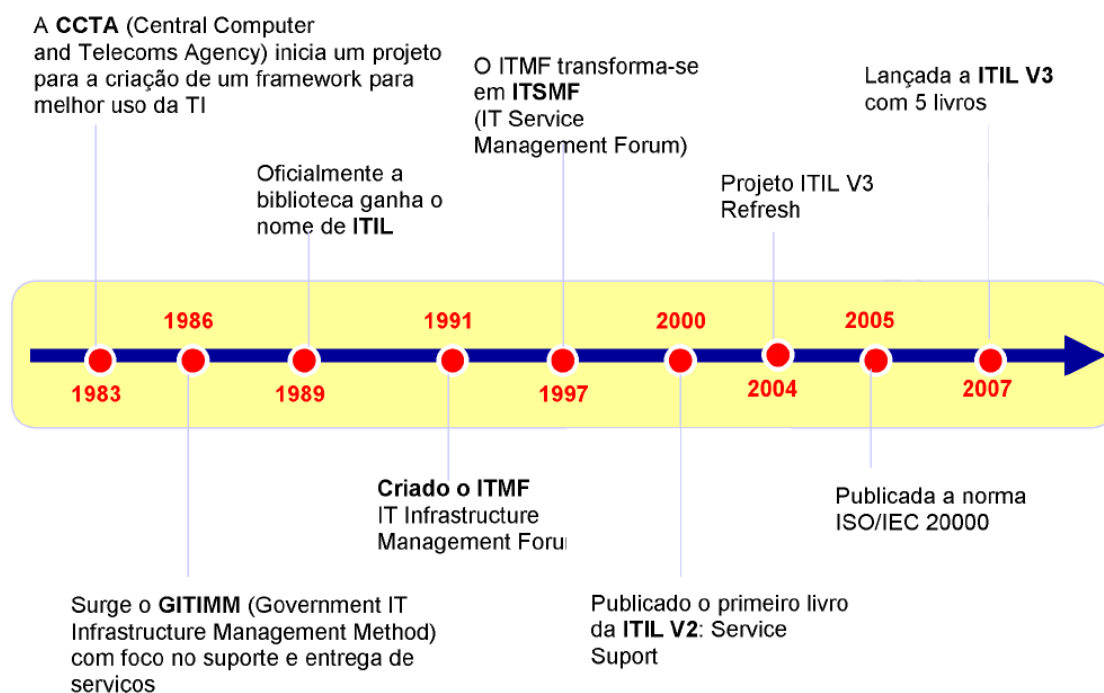 A CCTA (Central Computer
and Telecoms Agency) inicia um projeto
para a criação de um framework para
melhor uso da TI
Oficialmente a
biblioteca ganha o
nome de ITIL
O ITMF transforma-se
em ITSMF
(IT Service
Management Forum)
Projeto ITIL V3
Refresh
Lançada a ITIL V3
com 5 livros
1986
1991
2000
2005
1983
1989
1997
2004
2007
Criado o ITMF
IT Infrastructure
Management Foru
Publicada a norma
ISO/IEC 20000
Surge o GITIMM (Government IT
Infrastructure Management Method)
com foco no suporte e entrega de
servicos
Publicado o primeiro livro
da ITIL V2: Service
Suport